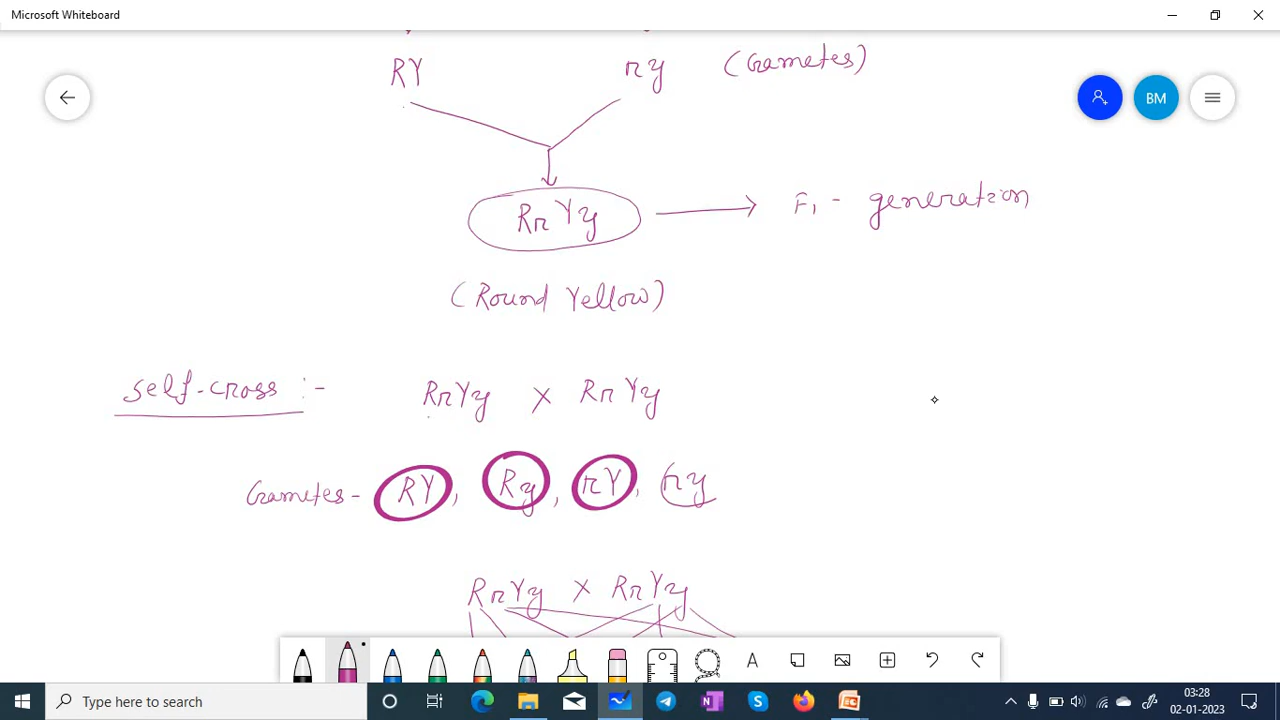 Microsoft Whiteboard
RY ry (Gametes)
BM
RrYy → F1 - generation
(Round Yellow)
self-cross :- RrYy X RrYy
Gametes - RY, Ry, rY, ry
RrYy X RrYy
A
Type here to search
03:28
02-01-2023